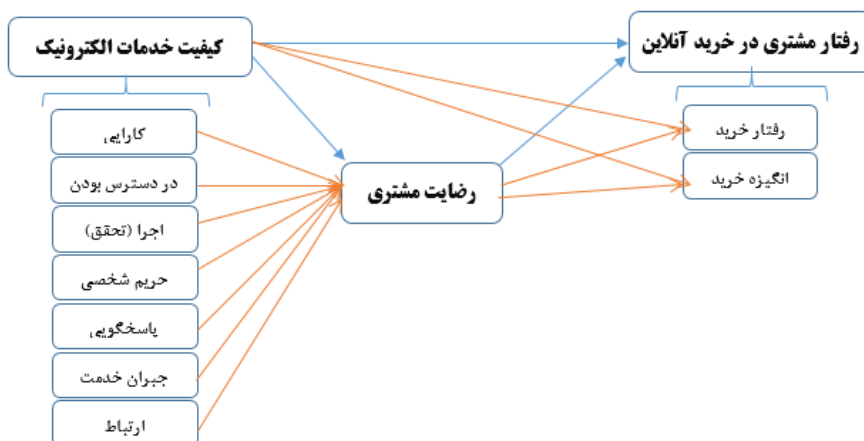 رفتار مشتری در خرید آنلاین
کیفیت خدمات الکترونیک
کارایی
در دسترس بودن
اجرا (تحقق)
حریم شخصی
پاسخگویی
جبران خدمت
ارتباط
رضایت مشتری
رفتار خرید
انگیزه خرید